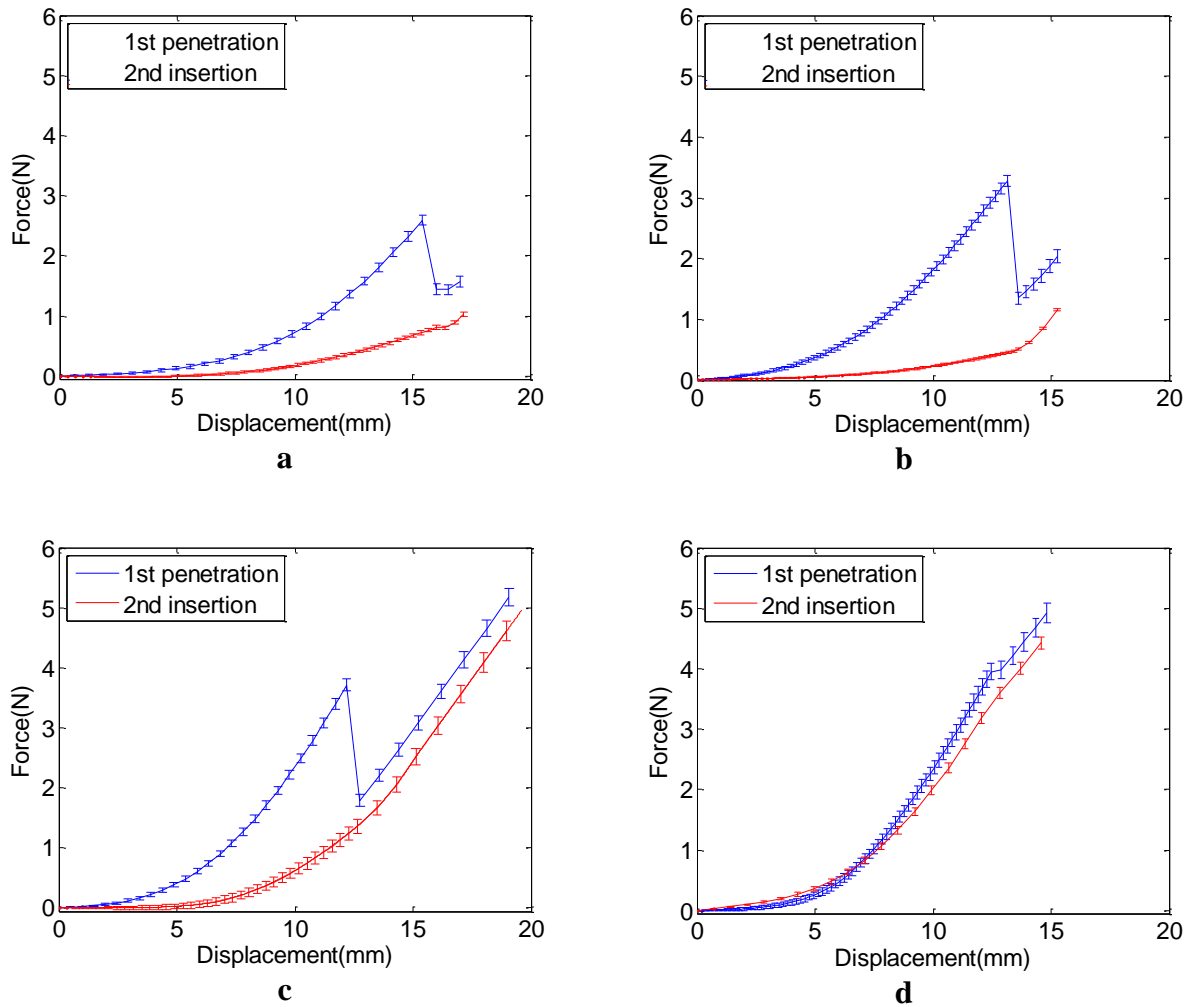 6
5
4
3
2
1
0
Force(N)
1st penetration
2nd insertion
0 5 10 15 20
Displacement(mm)
a
6
5
4
3
2
1
0
Force(N)
1st penetration
2nd insertion
0 5 10 15 20
Displacement(mm)
b
6
5
4
3
2
1
0
Force(N)
1st penetration
2nd insertion
0 5 10 15 20
Displacement(mm)
c
6
5
4
3
2
1
0
Force(N)
1st penetration
2nd insertion
0 5 10 15 20
Displacement(mm)
d